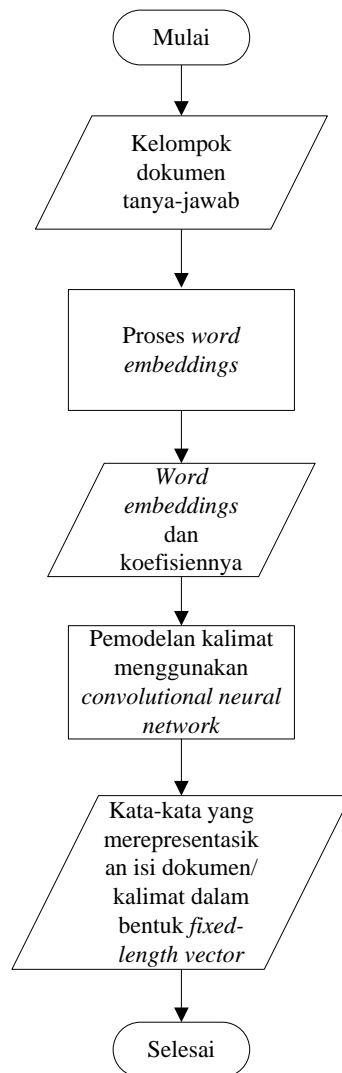 Mulai
Kelompok
dokumen
tanya-jawab
Proses word
embeddings
Word
embeddings
dan
koefisiennya
Pemodelan kalimat
menggunakan
convolutional neural
network
Kata-kata yang
merepresentasik
an isi dokumen/
kalimat dalam
bentuk fixed-
length vector
Selesai